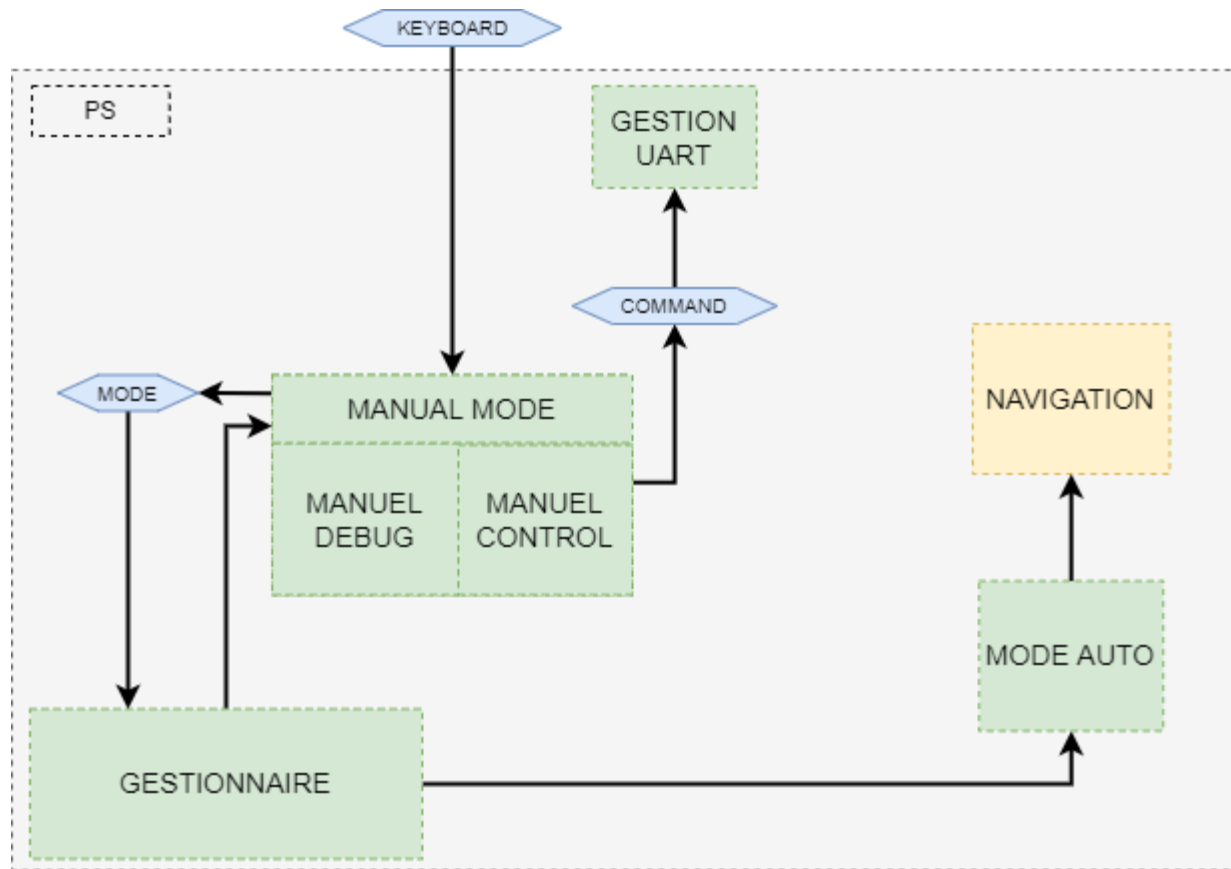 KEYBOARD
PS
GESTION
UART
COMMAND
MODE
MANUAL MODE
NAVIGATION
MANUEL
DEBUG
MANUEL
CONTROL
MODE AUTO
GESTIONNAIRE